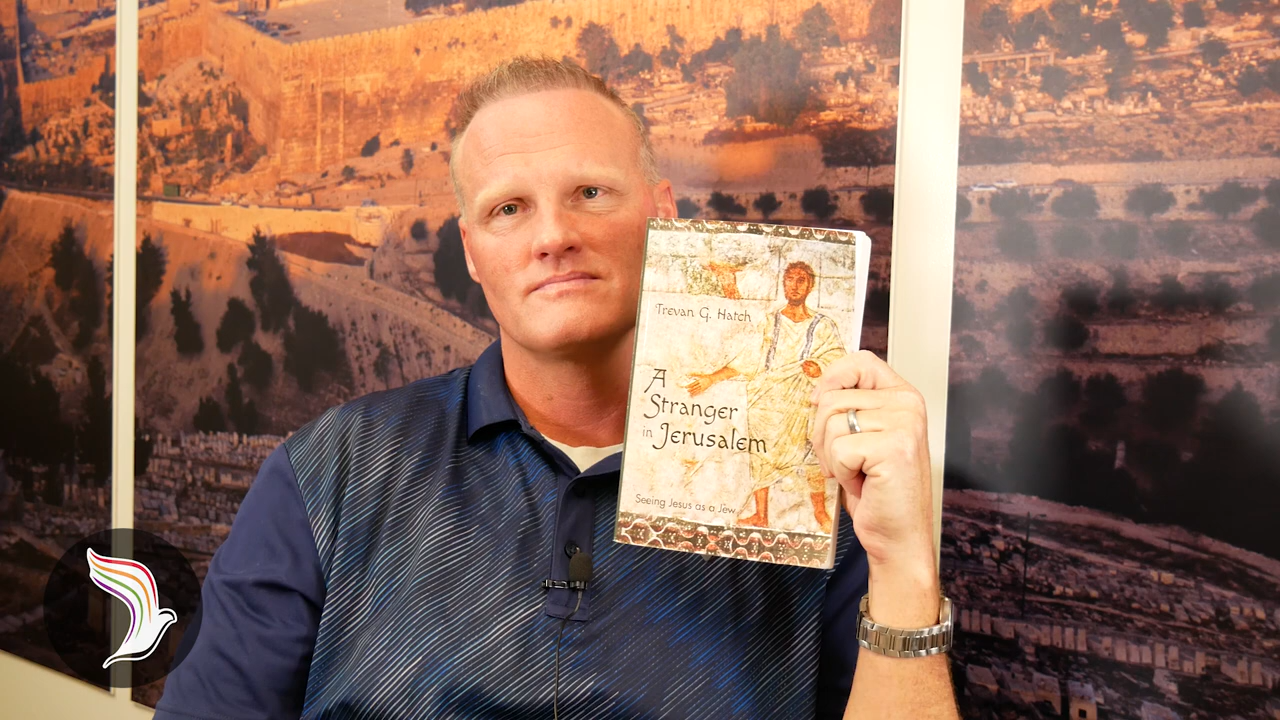 Trevan G. Hatch
A
Stranger
in Jerusalem
Seeing Jesus as a Jew